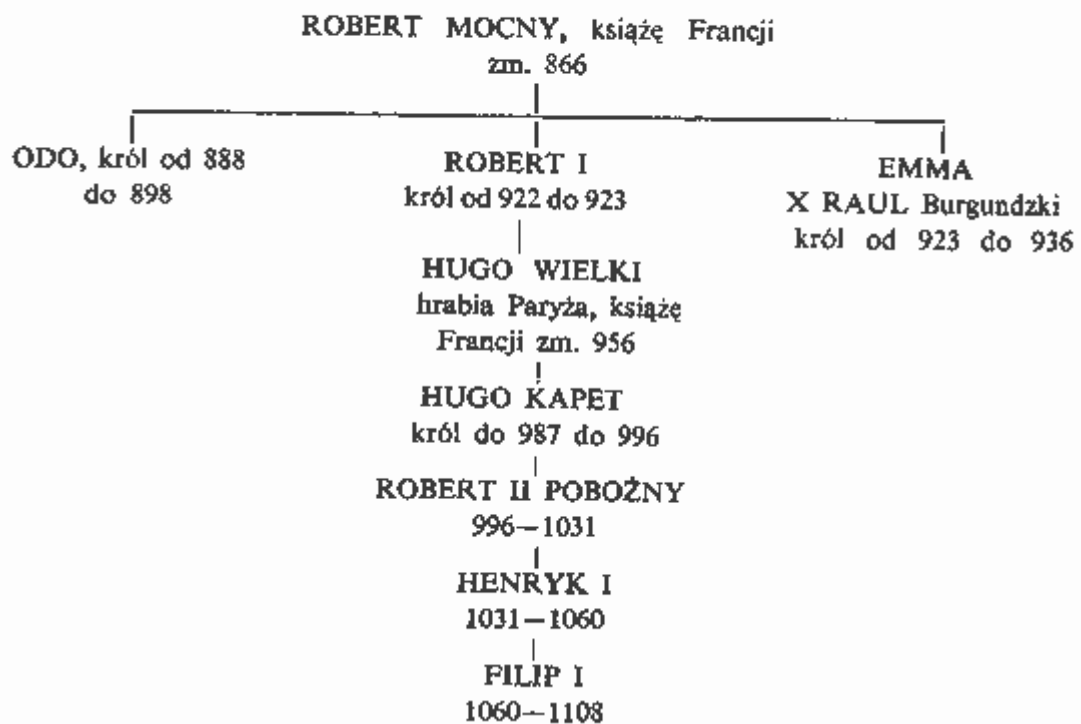 ROBERT MOCNY, książę Francji
zm. 866
ODO, król od 888
do 898
ROBERT I
król od 922 do 923
EMMA
X RAUL Burgundzki
król od 923 do 936
HUGO WIELKI
hrabia Paryża, książę
Francji zm. 956
HUGO KAPET
król do 987 do 996
ROBERT II POBOŻNY
996—1031
HENRYK I
1031—1060
FILIP I
1060—1108